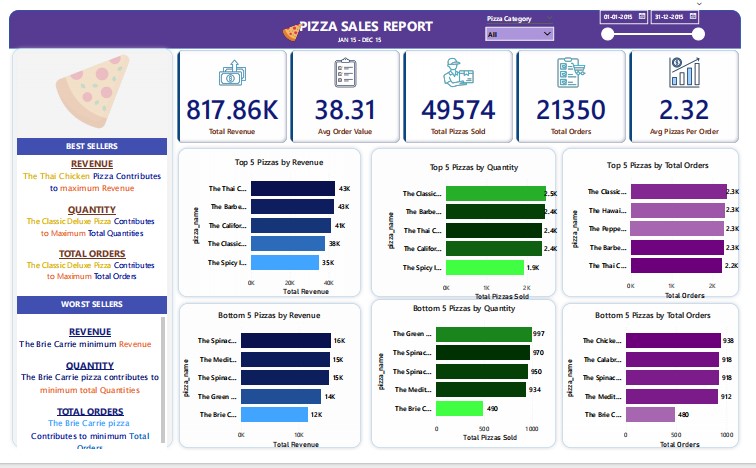 PIZZA SALES REPORT
JAN 15 - DEC 15
Pizza Category
All
01-01-2015
31-12-2015
817.86K
Total Revenue
38.31
Avg Order Value
49574
Total Pizzas Sold
21350
Total Orders
2.32
Avg Pizzas Per Order
BEST SELLERS
REVENUE
The Thai Chicken Pizza Contributes
to maximum Revenue
QUANTITY
The Classic Deluxe Pizza Contributes
to Maximum Total Quantities
TOTAL ORDERS
The Classic Deluxe Pizza Contributes
to Maximum Total Orders
WORST SELLERS
REVENUE
The Brie Carrie minimum Revenue
QUANTITY
The Brie Carrie pizza contributes to
minimum total Quantities
TOTAL ORDERS
The Brie Carrie pizza
Contributes to minimum Total
Orders
Top 5 Pizzas by Revenue
pizza_name
The Thai C... 43K
The Barbe... 43K
The Califor... 41K
The Classic... 38K
The Spicy I... 35K
0K 20K 40K
Total Revenue
Top 5 Pizzas by Quantity
pizza_name
The Classic... 2.5K
The Barbe... 2.4K
The Thai C... 2.4K
The Califor... 2.4K
The Spicy I... 1.9K
0K 1K 2K
Total Pizzas Sold
Top 5 Pizzas by Total Orders
pizza_name
The Classic... 2.3K
The Hawai... 2.3K
The Peppe... 2.3K
The Barbe... 2.3K
The Thai C... 2.2K
0K 1K 2K
Total Orders
Bottom 5 Pizzas by Revenue
pizza_name
The Spinac... 16K
The Medit... 15K
The Spinac... 15K
The Green ... 14K
The Brie C... 12K
0K 10K
Total Revenue
Bottom 5 Pizzas by Quantity
pizza_name
The Green ... 997
The Spinac... 970
The Spinac... 950
The Medit... 934
The Brie C... 490
0 500 1000
Total Pizzas Sold
Bottom 5 Pizzas by Total Orders
pizza_name
The Chicke... 938
The Calabr... 918
The Spinac... 918
The Medit... 912
The Brie C... 480
0 500 1000
Total Orders